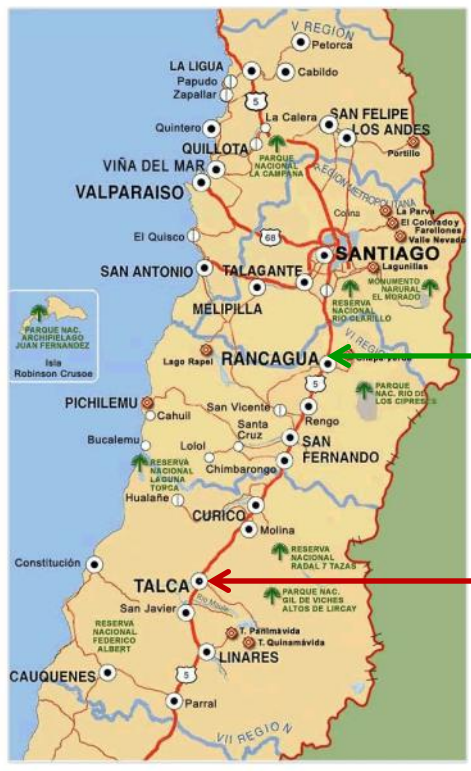 V REGION
Petorca
LA LIGUA
Papudo
Cabildo
Zapallar
5
La Calera
SAN FELIPE
Quintero
LOS ANDES
QUILLOTA
Portillo
PARQUE
NACIONAL
LA CAMPANA
VIÑA DEL MAR
REGION METROPOLITANA
VALPARAISO
Colina
La Parva
El Colorado y
Farellones
El Quisco
68
Valle Nevado
SANTIAGO
SAN ANTONIO
TALAGANTE
Lagunillas
MONUMENTO
NARURAL
EL MORADO
MELIPILLA
RESERVA
NACIONAL
RIO CLARILLO
PARQUE NAC.
ARCHIPIELAGO
JUAN FERNANDEZ
Isla
Robinson Crusoe
VI REGION
Lago Rapel
RANCAGUA
5
PARQUE
NAC. RIO DE
LOS CIPRESES
PICHILEMU
Cahuil
San Vicente
Rengo
Santa
Cruz
Bucalemu
Lolol
SAN
FERNANDO
Chimbarongo
RESERVA
NACIONAL
LAGUNA
TORCA
Hualañe
CURICO
Molina
RESERVA
NACIONAL
RADAL 7 TAZAS
Constitución
TALCA
PARQUE NAC.
GIL DE VICHES
ALTOS DE LIRCAY
San Javier
Rio Maule
RESERVA
NACIONAL
FEDERICO
ALBERT
T. Panimávida
T. Quinamávida
LINARES
CAUQUENES
5
Parral
VII REGION